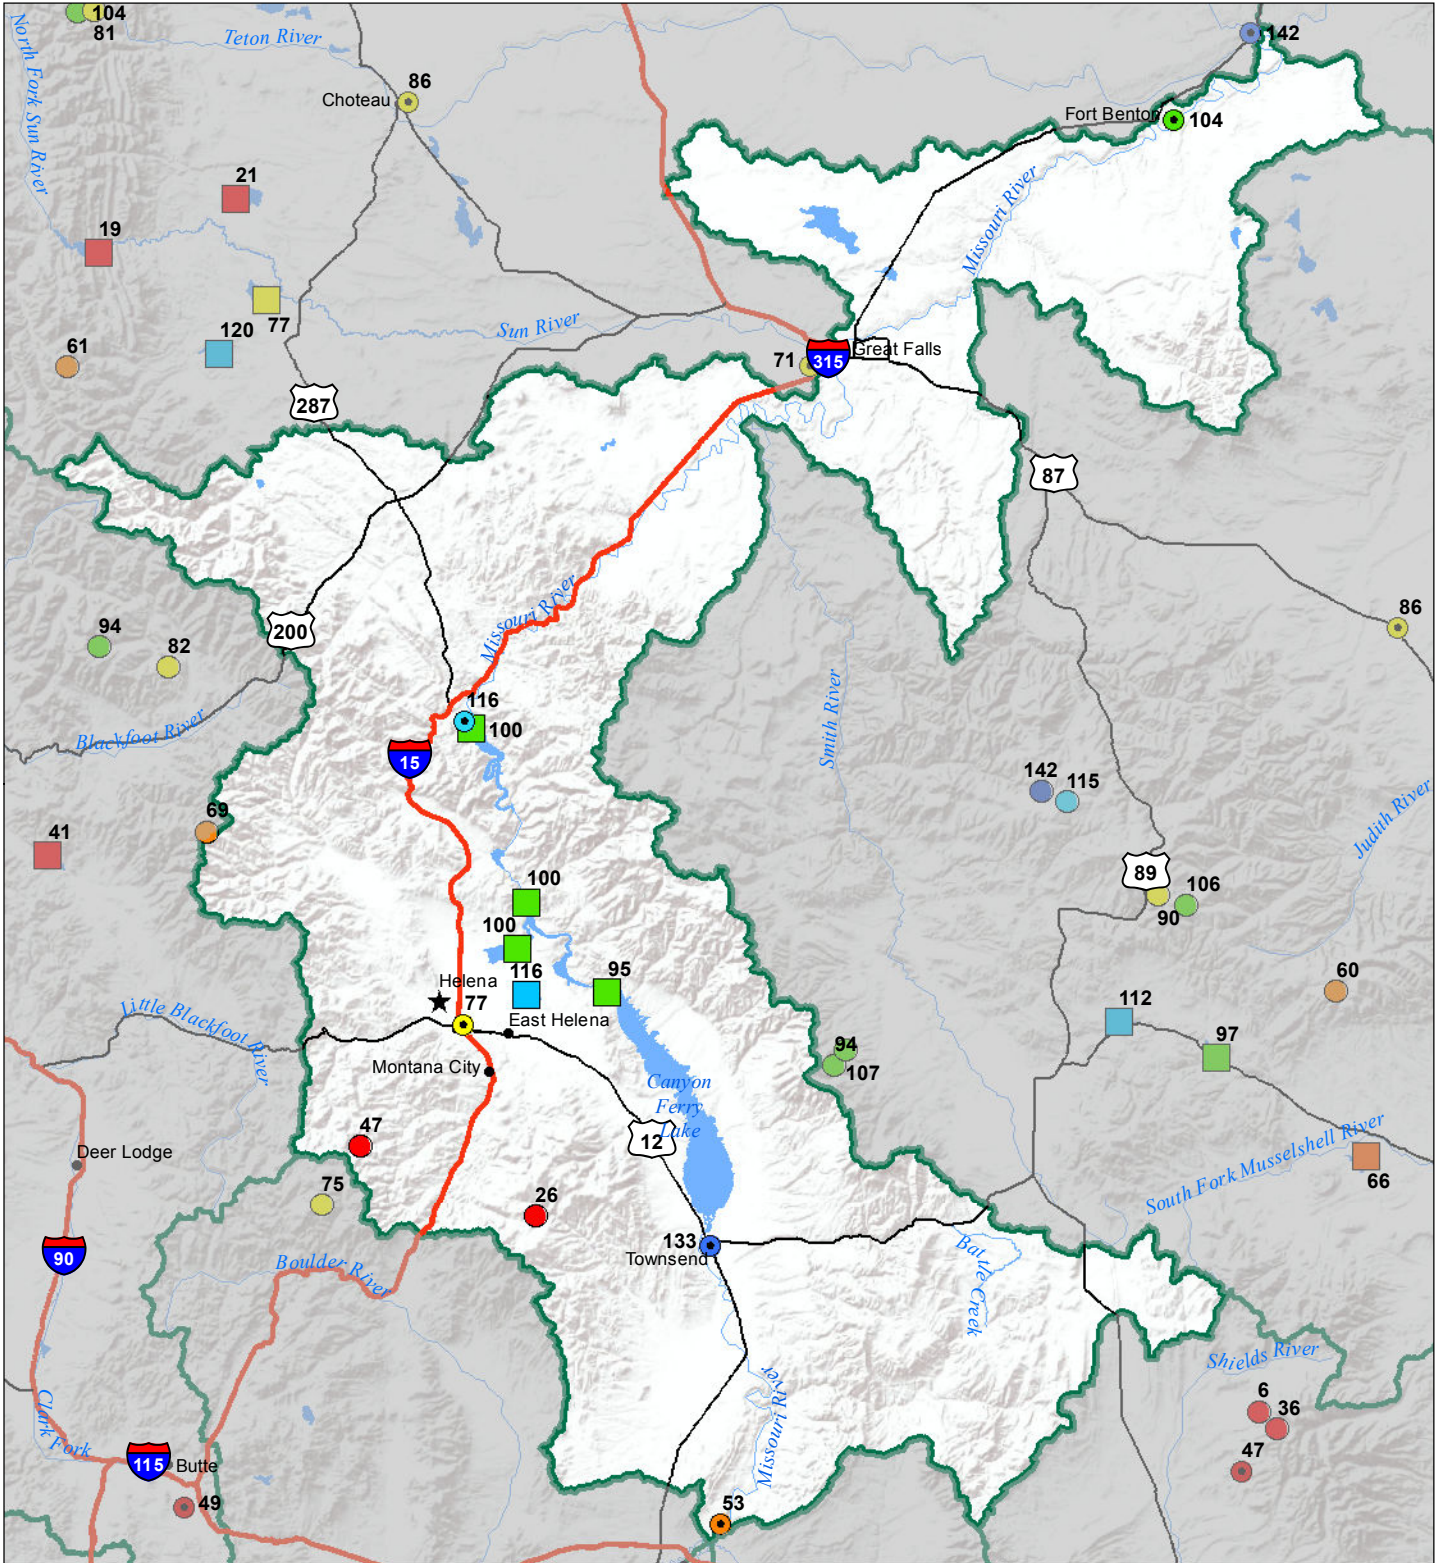 104
81
Teton River
142
North Fork Sun River
86
Choteau
Fort Benton
104
21
19
Missouri River
77
120
Sun River
61
71
315
Great Falls
287
87
200
94
82
86
Missouri River
Smith River
116
100
Blackfoot River
15
142
115
Judith River
69
41
89
90
106
100
100
116
95
Helena
77
East Helena
60
Little Blackfoot River
112
97
94
107
Montana City
Canyon
Ferry
Lake
12
47
Deer Lodge
South Fork Musselshell River
66
75
26
133
Townsend
90
Boulder River
Batle Creek
Shields River
6
36
47
Clark Fork
115
Butte
49
Missouri River
53